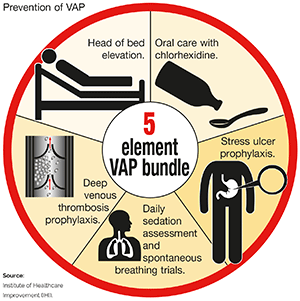 Prevention of VAP
Head of bed
elevation.
Oral care with
chlorhexidine.
5
element
VAP bundle
Stress ulcer
prophylaxis.
Deep
venous
thrombosis
prophylaxis.
Daily
sedation
assessment
and
spontaneous
breathing trials.
Source:
Institute of Healthcare
Improvement (IHI).